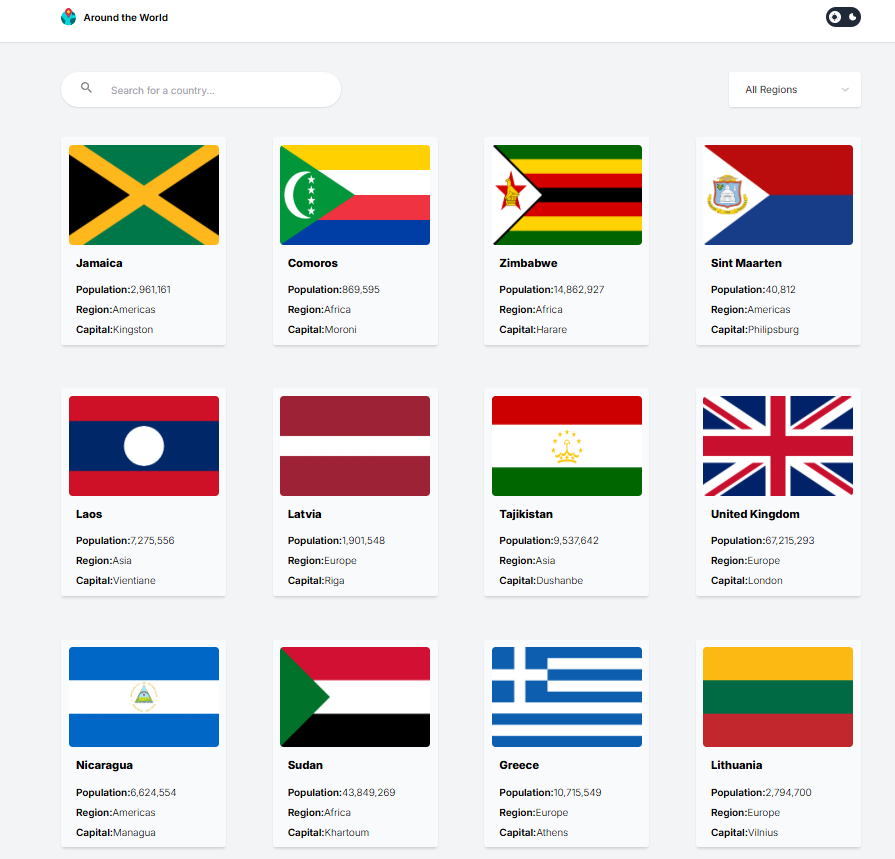 Around the World
Search for a country...
All Regions
Jamaica
Population:2,961,161
Region:Americas
Capital:Kingston
Comoros
Population:869,595
Region:Africa
Capital:Moroni
Zimbabwe
Population:14,862,927
Region:Africa
Capital:Harare
Sint Maarten
Population:40,812
Region:Americas
Capital:Philipsburg
Laos
Population:7,275,556
Region:Asia
Capital:Vientiane
Latvia
Population:1,901,548
Region:Europe
Capital:Riga
Tajikistan
Population:9,537,642
Region:Asia
Capital:Dushanbe
United Kingdom
Population:67,215,293
Region:Europe
Capital:London
Nicaragua
Population:6,624,554
Region:Americas
Capital:Managua
Sudan
Population:43,849,269
Region:Africa
Capital:Khartoum
Greece
Population:10,715,549
Region:Europe
Capital:Athens
Lithuania
Population:2,794,700
Region:Europe
Capital:Vilnius